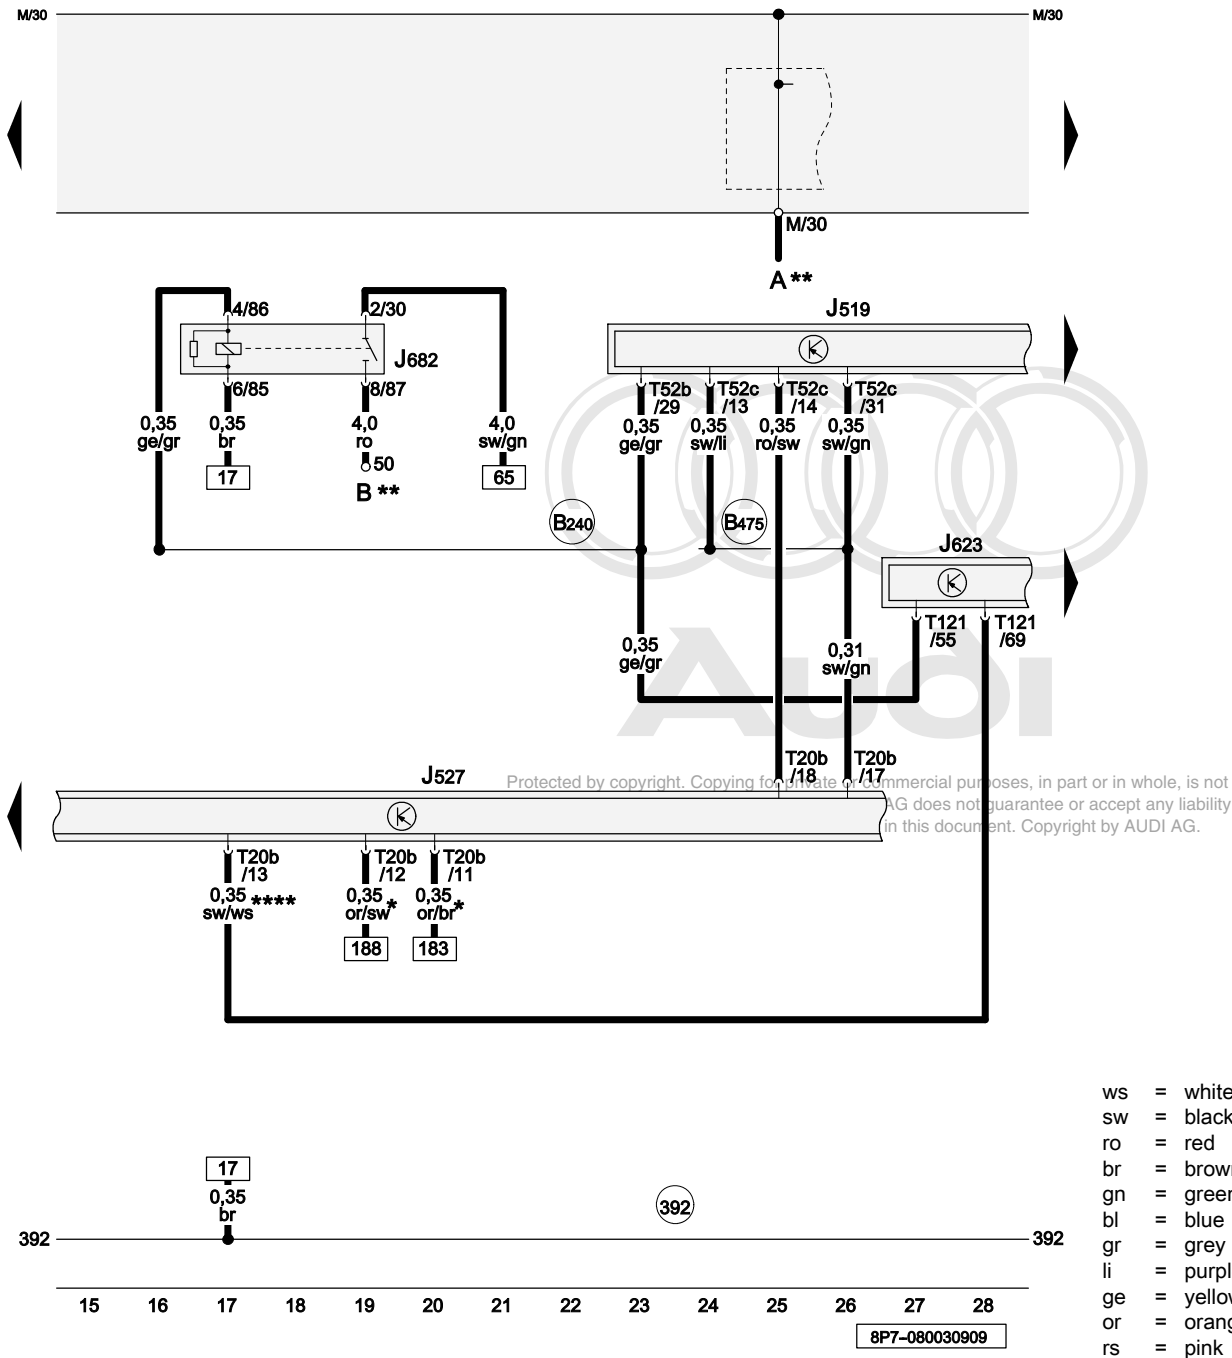 M/30 M/30
M/30
A **
4/86 2/30
J519
J682
6/85 8/87
T52b /29 T52c /13 T52c /14 T52c /31
0,35 ge/gr 0,35 br 4,0 ro 4,0 sw/gn 0,35 ge/gr 0,35 sw/li 0,35 ro/sw 0,35 sw/gn
17 50 65
B **
B240 B475
J623
T121 /55 T121 /69
0,35 ge/gr 0,31 sw/gn
Audi
T20b /18 T20b /17
J527
Protected by copyright. Copying for private or commercial purposes, in part or in whole, is not
AG does not guarantee or accept any liability
in this document. Copyright by AUDI AG.
T20b /13 T20b /12 T20b /11
0,35 sw/ws **** 0,35 or/sw * 0,35 or/br *
188 183
17
0,35
br
392
392 392
15 16 17 18 19 20 21 22 23 24 25 26 27 28
8P7-080030909
ws = white
sw = black
ro = red
br = brown
gn = green
bl = blue
gr = grey
li = purpl
ge = yellow
or = orang
rs = pink